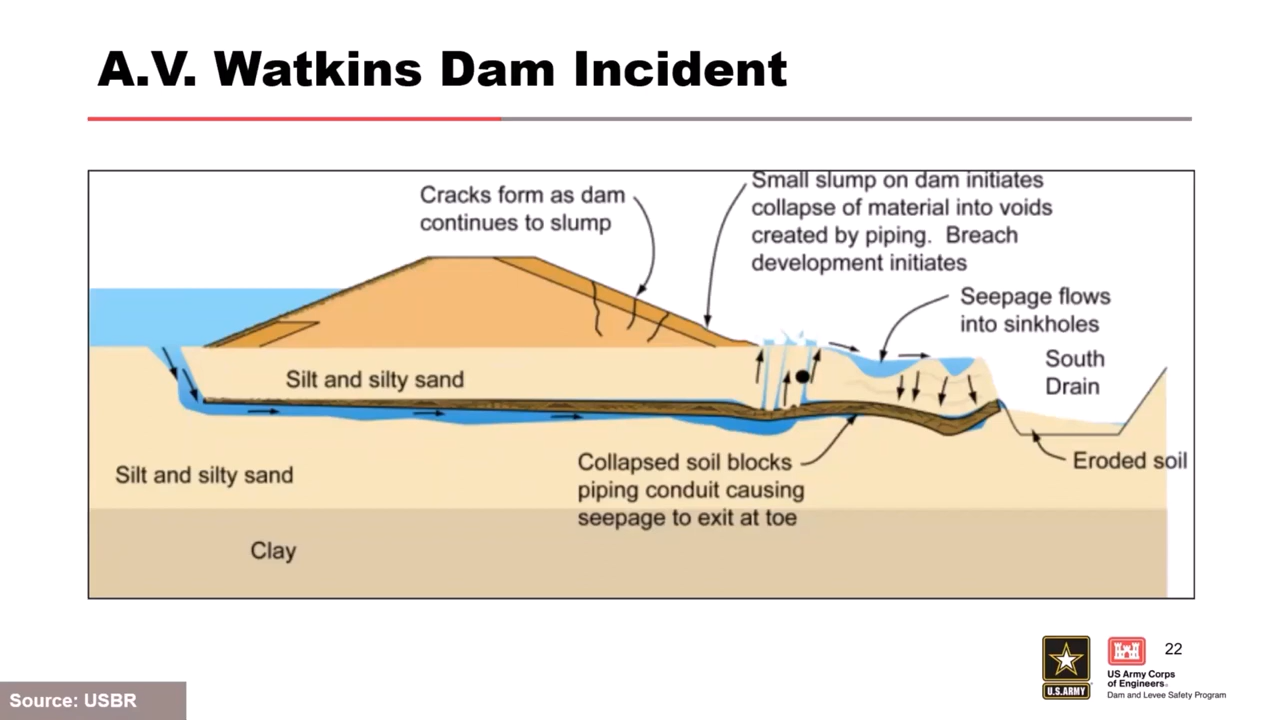 A.V. Watkins Dam Incident
Cracks form as dam
continues to slump
Small slump on dam initiates
collapse of material into voids
created by piping. Breach
development initiates
Seepage flows
into sinkholes
South
Drain
Silt and silty sand
Collapsed soil blocks
piping conduit causing
seepage to exit at toe
Eroded soil
Silt and silty sand
Clay
22
U.S.ARMY
US Army Corps
of Engineers®
Dam and Levee Safety Program
Source: USBR